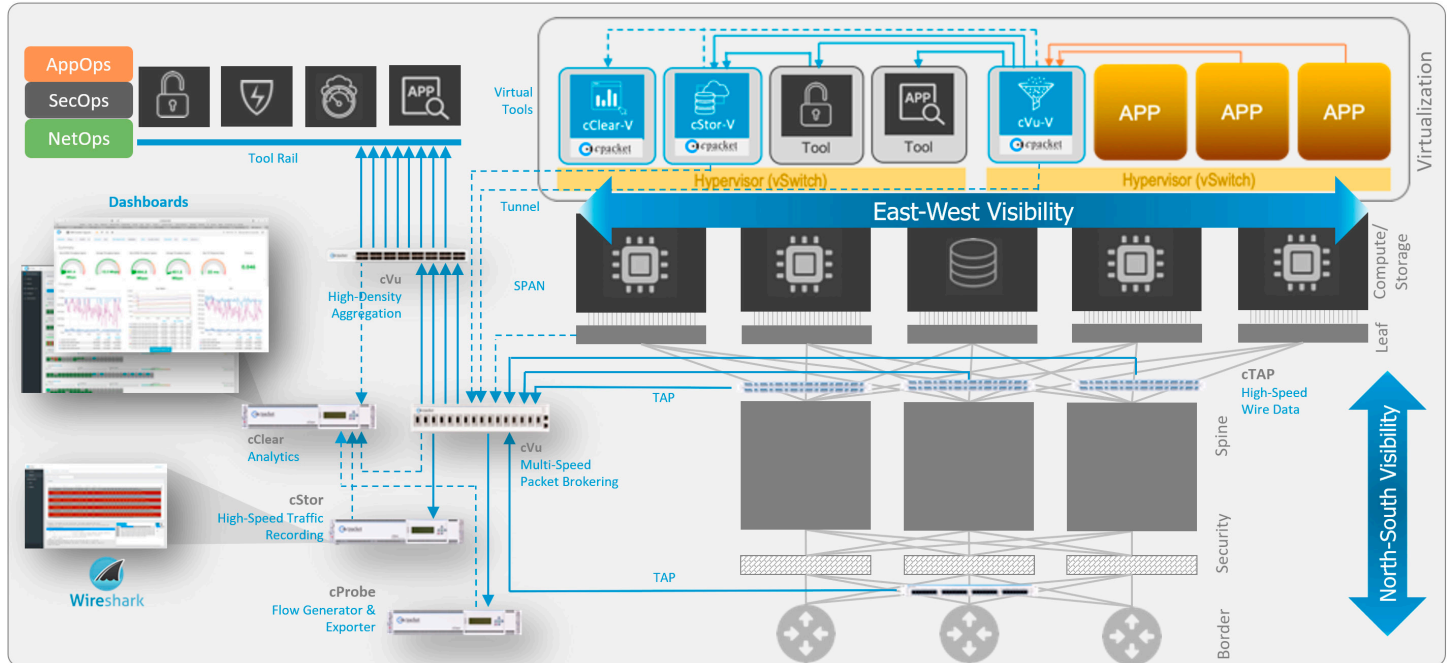 AppOps
SecOps
NetOps
APP
Tool Rail
Virtual
Tools
cClear-V
cpacket
cStor-V
cpacket
Tool
APP
Tool
cVu-V
cpacket
APP
APP
APP
Virtualization
Hypervisor (vSwitch)
Hypervisor (vSwitch)
Tunnel
East-West Visibility
Dashboards
cVu
High-Density
Aggregation
SPAN
Compute/
Storage
Leaf
TAP
cTAP
High-Speed
Wire Data
cClear
Analytics
cVu
Multi-Speed
Packet Brokering
Spine
North-South Visibility
cStor
High-Speed Traffic
Recording
Security
Wireshark
cProbe
Flow Generator &
Exporter
TAP
Border